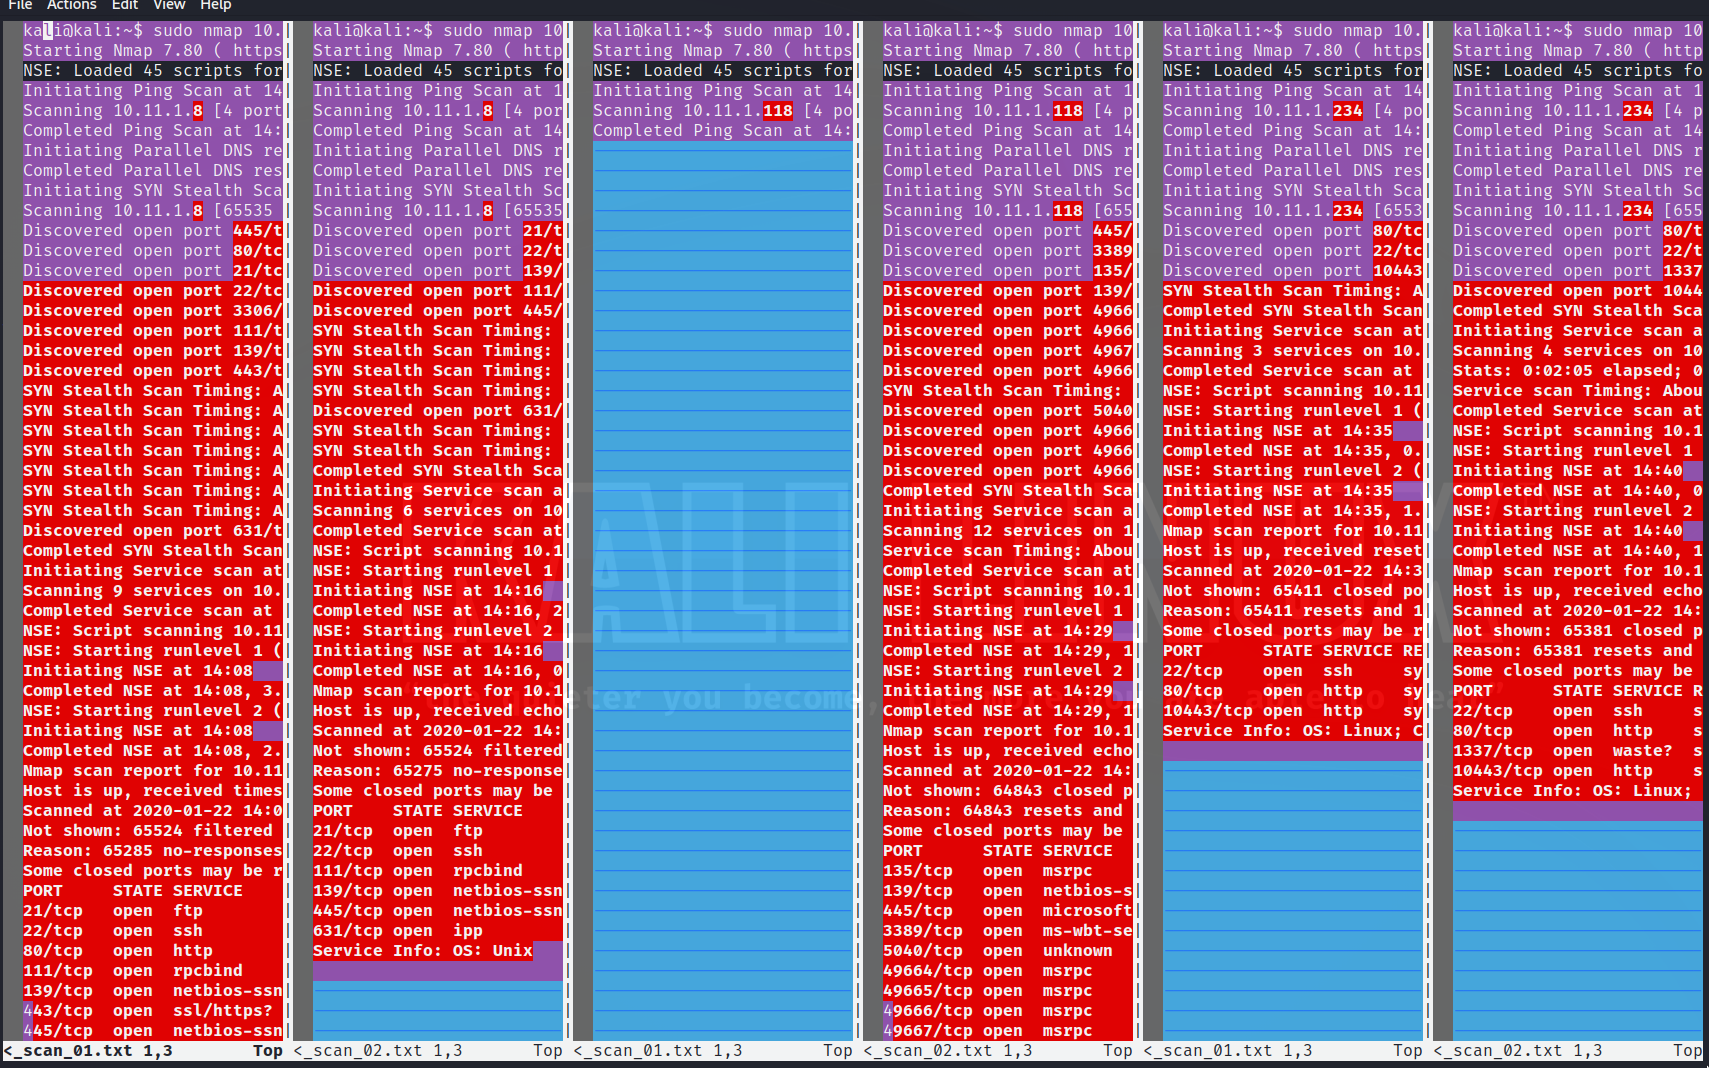 File Actions Edit View Help
kali@kali:~$ sudo nmap 10.
Starting Nmap 7.80 ( https
NSE: Loaded 45 scripts for
Initiating Ping Scan at 14
Scanning 10.11.1.8 [4 port
Completed Ping Scan at 14:
Initiating Parallel DNS re
Completed Parallel DNS res
Initiating SYN Stealth Sca
Scanning 10.11.1.8 [65535
Discovered open port 445/t
Discovered open port 80/tc
Discovered open port 21/tc
Discovered open port 22/tc
Discovered open port 3306/
Discovered open port 111/t
Discovered open port 139/t
Discovered open port 443/t
SYN Stealth Scan Timing: A
SYN Stealth Scan Timing: A
SYN Stealth Scan Timing: A
SYN Stealth Scan Timing: A
SYN Stealth Scan Timing: A
SYN Stealth Scan Timing: A
SYN Stealth Scan Timing: A
Discovered open port 631/t
Completed SYN Stealth Scan
Initiating Service scan at
Scanning 9 services on 10.
Completed Service scan at
NSE: Script scanning 10.11
NSE: Starting runlevel 1 (
Initiating NSE at 14:08
Completed NSE at 14:08, 3.
NSE: Starting runlevel 2 (
Initiating NSE at 14:08
Completed NSE at 14:08, 2.
Nmap scan report for 10.11
Host is up, received times
Scanned at 2020-01-22 14:0
Not shown: 65524 filtered
Reason: 65285 no-responses
Some closed ports may be r
PORT STATE SERVICE
21/tcp open ftp
22/tcp open ssh
80/tcp open http
111/tcp open rpcbind
139/tcp open netbios-ssn
443/tcp open ssl/https?
445/tcp open netbios-ssn
<_scan_01.txt 1,3 Top
kali@kali:~$ sudo nmap 10.
Starting Nmap 7.80 ( http
NSE: Loaded 45 scripts fo
Initiating Ping Scan at 1
Scanning 10.11.1.8 [4 por
Completed Ping Scan at 14
Initiating Parallel DNS r
Completed Parallel DNS re
Initiating SYN Stealth Sc
Scanning 10.11.1.8 [65535
Discovered open port 21/t
Discovered open port 22/t
Discovered open port 139/
Discovered open port 111/
Discovered open port 445/
SYN Stealth Scan Timing:
SYN Stealth Scan Timing:
SYN Stealth Scan Timing:
SYN Stealth Scan Timing:
Discovered open port 631/
SYN Stealth Scan Timing:
SYN Stealth Scan Timing:
Completed SYN Stealth Sca
Initiating Service scan a
Scanning 6 services on 10
Completed Service scan at
NSE: Script scanning 10.1
NSE: Starting runlevel 1
Initiating NSE at 14:16
Completed NSE at 14:16, 2
NSE: Starting runlevel 2
Initiating NSE at 14:16
Completed NSE at 14:16, 0
Nmap scan report for 10.1
Host is up, received echo
Scanned at 2020-01-22 14:
Not shown: 65524 filtered
Reason: 65275 no-response
Some closed ports may be
PORT STATE SERVICE
21/tcp open ftp
22/tcp open ssh
111/tcp open rpcbind
139/tcp open netbios-ssn
445/tcp open netbios-ssn
631/tcp open ipp
Service Info: OS: Unix
<_scan_02.txt 1,3 Top
kali@kali:~$ sudo nmap 10.
Starting Nmap 7.80 ( https
NSE: Loaded 45 scripts for
Initiating Ping Scan at 14
Scanning 10.11.1.118 [4 po
Completed Ping Scan at 14:
<_scan_01.txt 1,3 Top
kali@kali:~$ sudo nmap 10.
Starting Nmap 7.80 ( http
NSE: Loaded 45 scripts fo
Initiating Ping Scan at 1
Scanning 10.11.1.118 [4 p
Completed Ping Scan at 14
Initiating Parallel DNS r
Completed Parallel DNS re
Initiating SYN Stealth Sc
Scanning 10.11.1.118 [655
Discovered open port 445/
Discovered open port 3389
Discovered open port 135/
Discovered open port 139/
Discovered open port 4966
Discovered open port 4966
Discovered open port 4967
Discovered open port 4966
SYN Stealth Scan Timing:
Discovered open port 5040
Discovered open port 4966
Discovered open port 4966
Discovered open port 4966
Completed SYN Stealth Sca
Initiating Service scan a
Scanning 12 services on 1
Service scan Timing: Abou
Completed Service scan at
NSE: Script scanning 10.1
NSE: Starting runlevel 1
Initiating NSE at 14:29
Completed NSE at 14:29, 1
NSE: Starting runlevel 2
Initiating NSE at 14:29
Completed NSE at 14:29, 1
Nmap scan report for 10.1
Host is up, received echo
Scanned at 2020-01-22 14:
Not shown: 64843 closed p
Reason: 64843 resets and
Some closed ports may be
PORT STATE SERVICE
135/tcp open msrpc
139/tcp open netbios-s
445/tcp open microsoft
3389/tcp open ms-wbt-se
5040/tcp open unknown
49664/tcp open msrpc
49665/tcp open msrpc
49666/tcp open msrpc
49667/tcp open msrpc
<_scan_02.txt 1,3 Top
kali@kali:~$ sudo nmap 10.
Starting Nmap 7.80 ( https
NSE: Loaded 45 scripts for
Initiating Ping Scan at 14
Scanning 10.11.1.234 [4 po
Completed Ping Scan at 14:
Initiating Parallel DNS re
Completed Parallel DNS res
Initiating SYN Stealth Sca
Scanning 10.11.1.234 [6553
Discovered open port 80/tc
Discovered open port 22/tc
Discovered open port 10443
SYN Stealth Scan Timing: A
Completed SYN Stealth Scan
Initiating Service scan at
Scanning 3 services on 10.
Completed Service scan at
NSE: Script scanning 10.11
NSE: Starting runlevel 1 (
Initiating NSE at 14:35
Completed NSE at 14:35, 0.
NSE: Starting runlevel 2 (
Initiating NSE at 14:35
Completed NSE at 14:35, 1.
Nmap scan report for 10.11
Host is up, received reset
Scanned at 2020-01-22 14:3
Not shown: 65411 closed po
Reason: 65411 resets and 1
Some closed ports may be r
PORT STATE SERVICE RE
22/tcp open ssh sy
80/tcp open http sy
10443/tcp open http sy
Service Info: OS: Linux; C
<_scan_01.txt 1,3 Top
kali@kali:~$ sudo nmap 10.
Starting Nmap 7.80 ( http
NSE: Loaded 45 scripts fo
Initiating Ping Scan at 1
Scanning 10.11.1.234 [4 p
Completed Ping Scan at 14
Initiating Parallel DNS r
Completed Parallel DNS re
Initiating SYN Stealth Sc
Scanning 10.11.1.234 [655
Discovered open port 80/t
Discovered open port 22/t
Discovered open port 1337
Discovered open port 1044
Completed SYN Stealth Sca
Initiating Service scan a
Scanning 4 services on 10
Stats: 0:02:05 elapsed; 0
Service scan Timing: Abou
Completed Service scan at
NSE: Script scanning 10.1
NSE: Starting runlevel 1
Initiating NSE at 14:40
Completed NSE at 14:40, 0
NSE: Starting runlevel 2
Initiating NSE at 14:40
Completed NSE at 14:40, 1
Nmap scan report for 10.1
Host is up, received echo
Scanned at 2020-01-22 14:
Not shown: 65381 closed p
Reason: 65381 resets and
Some closed ports may be
PORT STATE SERVICE R
22/tcp open ssh s
80/tcp open http s
1337/tcp open waste? s
10443/tcp open http s
Service Info: OS: Linux;
<_scan_02.txt 1,3 Top